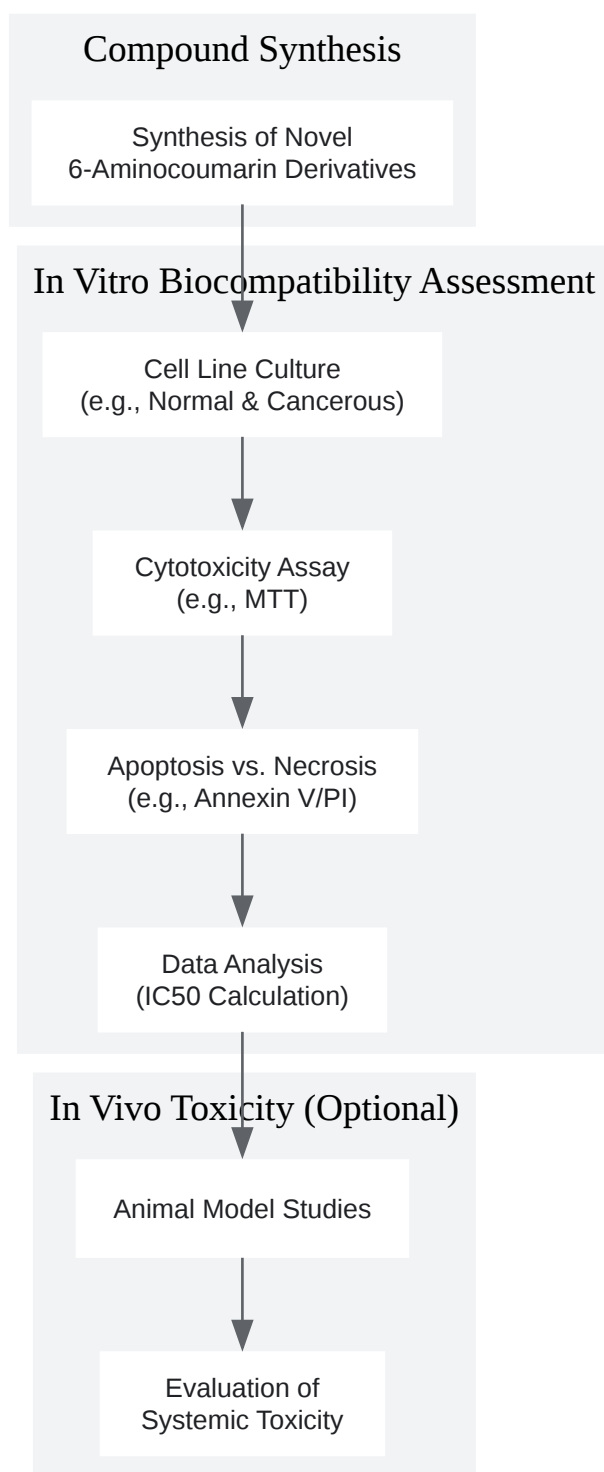 Compound Synthesis
Synthesis of Novel
6-Aminocoumarin Derivatives
In Vitro Biocompatibility Assessment
Cell Line Culture
(e.g., Normal & Cancerous)
Cytotoxicity Assay
(e.g., MTT)
Apoptosis vs. Necrosis
(e.g., Annexin V/PI)
Data Analysis
(IC50 Calculation)
In Vivo Toxicity (Optional)
Animal Model Studies
Evaluation of
Systemic Toxicity